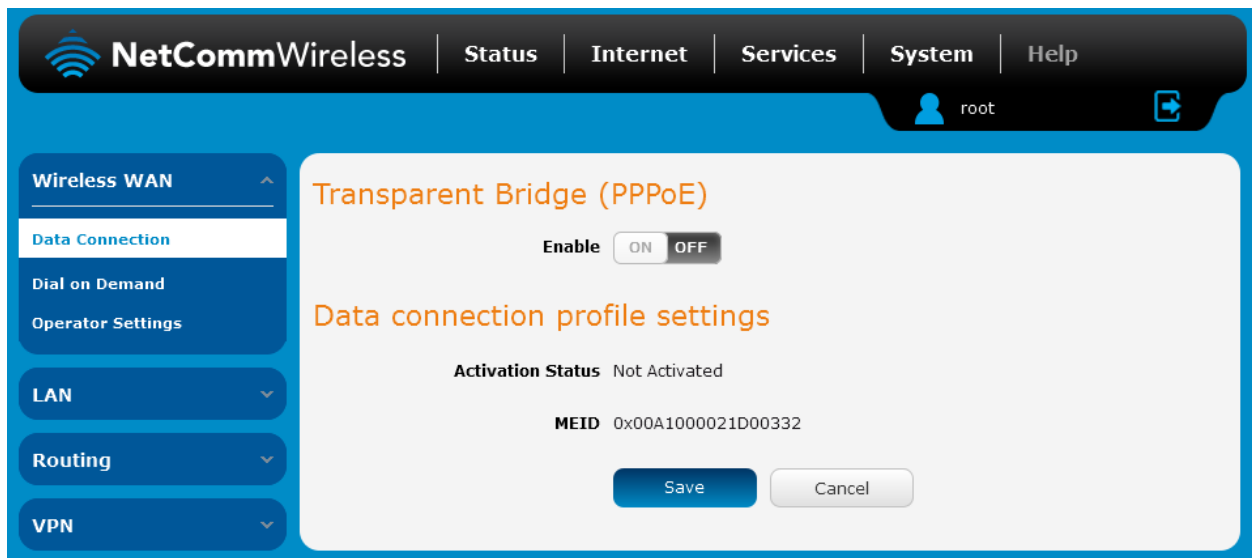 NetCommWireless Status Internet Services System Help
root
Wireless WAN
Data Connection
Dial on Demand
Operator Settings
LAN
Routing
VPN
Transparent Bridge (PPPoE)
Enable ON OFF
Data connection profile settings
Activation Status Not Activated
MEID 0x00A1000021D00332
Save Cancel